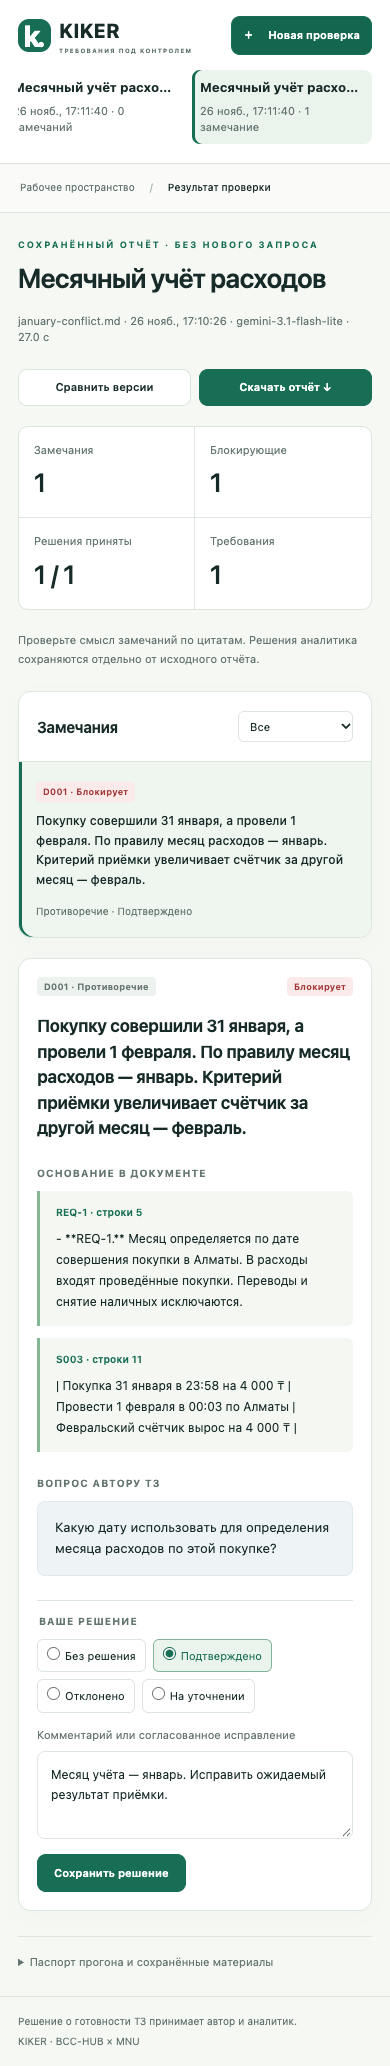 KIKER
ТРЕБОВАНИЯ ПОД КОНТРОЛЕМ
+ Новая проверка
Месячный учёт расхо...
26 нояб., 17:11:40 · 0
замечаний
Месячный учёт расхо...
26 нояб., 17:11:40 · 1
замечание
Рабочее пространство / Результат проверки
СОХРАНЁННЫЙ ОТЧЁТ · БЕЗ НОВОГО ЗАПРОСА
Месячный учёт расходов
january-conflict.md · 26 нояб., 17:10:26 · gemini-3.1-flash-lite ·
27.0 с
Сравнить версии
Скачать отчёт ↓
Замечания
1
Блокирующие
1
Решения приняты
1/1
Требования
1
Проверьте смысл замечаний по цитатам. Решения аналитика
сохраняются отдельно от исходного отчёта.
Замечания
Все
D001 · Блокирует
Покупку совершили 31 января, а провели 1
февраля. По правилу месяц расходов — январь.
Критерий приёмки увеличивает счётчик за другой
месяц — февраль.
Противоречие · Подтверждено
D001 · Противоречие
Блокирует
Покупку совершили 31 января, а
провели 1 февраля. По правилу месяц
расходов — январь. Критерий
приёмки увеличивает счётчик за
другой месяц — февраль.
ОСНОВАНИЕ В ДОКУМЕНТЕ
REQ-1 · строки 5
- **REQ-1.** Месяц определяется по дате
совершения покупки в Алматы. В расходы
входят проведённые покупки. Переводы и
снятие наличных исключаются.
S003 · строки 11
| Покупка 31 января в 23:58 на 4 000 ₸ |
Провести 1 февраля в 00:03 по Алматы |
Февральский счётчик вырос на 4 000 ₸ |
ВОПРОС АВТОРУ ТЗ
Какую дату использовать для определения
месяца расходов по этой покупке?
ВАШЕ РЕШЕНИЕ
Без решения
Подтверждено
Отклонено
На уточнении
Комментарий или согласованное исправление
Месяц учёта — январь. Исправить ожидаемый
результат приёмки.
Сохранить решение
Паспорт прогона и сохранённые материалы
Решение о готовности ТЗ принимает автор и аналитик.
KIKER · BCC-HUB × MNU